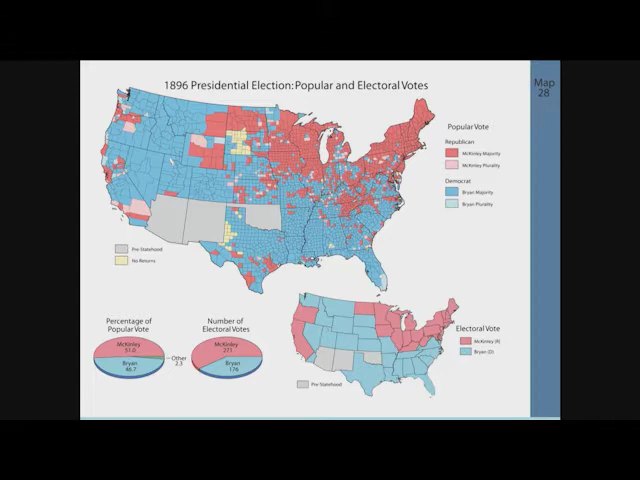 1896 Presidential Election: Popular and Electoral Votes
Map
28
Popular Vote
Republican
McKinley Majority
McKinley Plurality
Democrat
Bryan Majority
Bryan Plurality
Pre Statehood
No Returns
Percentage of
Popular Vote
McKinley
51.0
Bryan
46.7
Other
2.3
Number of
Electoral Votes
McKinley
271
Bryan
176
Electoral Vote
McKinley (R)
Bryan (D)
Pre Statehood